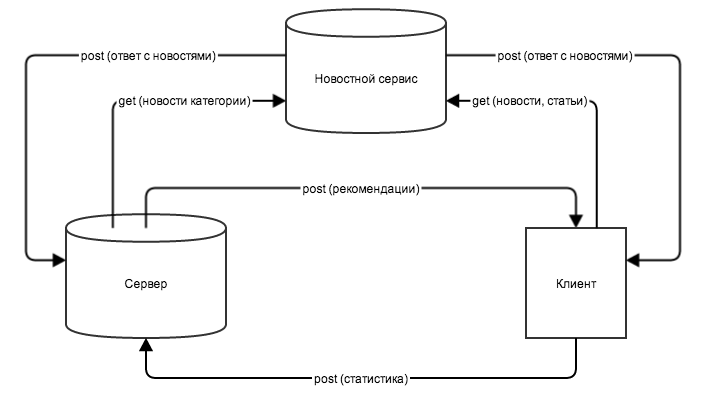 post (ответ с новостями)
post (ответ с новостями)
Новостной сервис
get (новости категории)
get (новости, статьи)
post (рекомендации)
Сервер
Клиент
post (статистика)